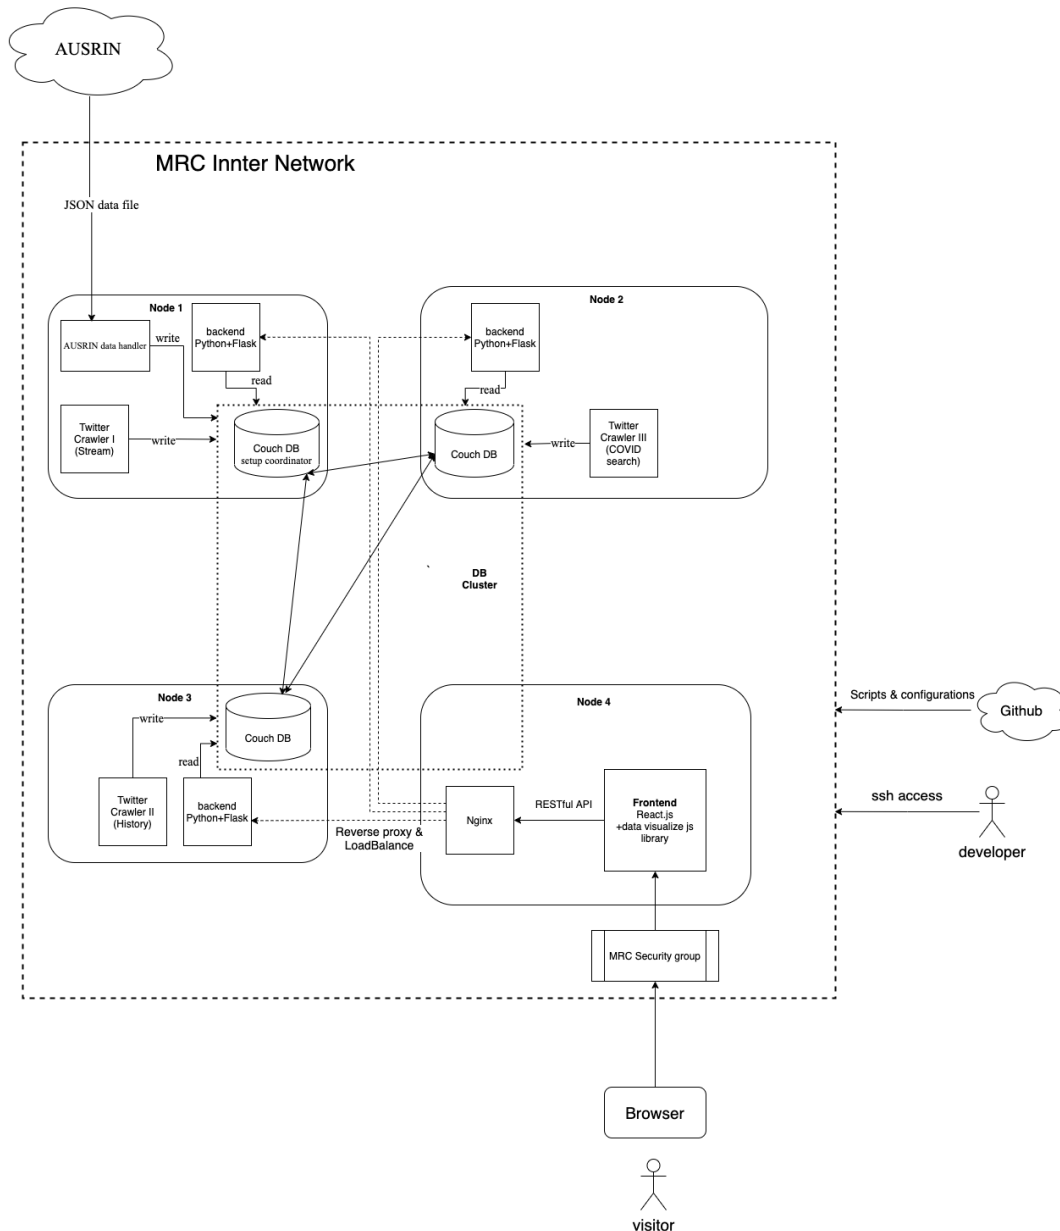 AUSRIN
MRC Innter Network
JSON data file
Node 1
AUSRIN data handler
write
backend
Python+Flask
read
Twitter
Crawler I
(Stream)
write
Couch DB
setup coordinator
Node 2
backend
Python+Flask
read
Couch DB
write
Twitter
Crawler III
(COVID
search)
DB
Cluster
Node 3
write
Couch DB
read
Twitter
Crawler II
(History)
backend
Python+Flask
Reverse proxy &
LoadBalance
Node 4
Nginx
RESTful API
Frontend
React.js
+data visualize js
library
MRC Security group
Scripts & configurations
Github
ssh access
developer
Browser
visitor